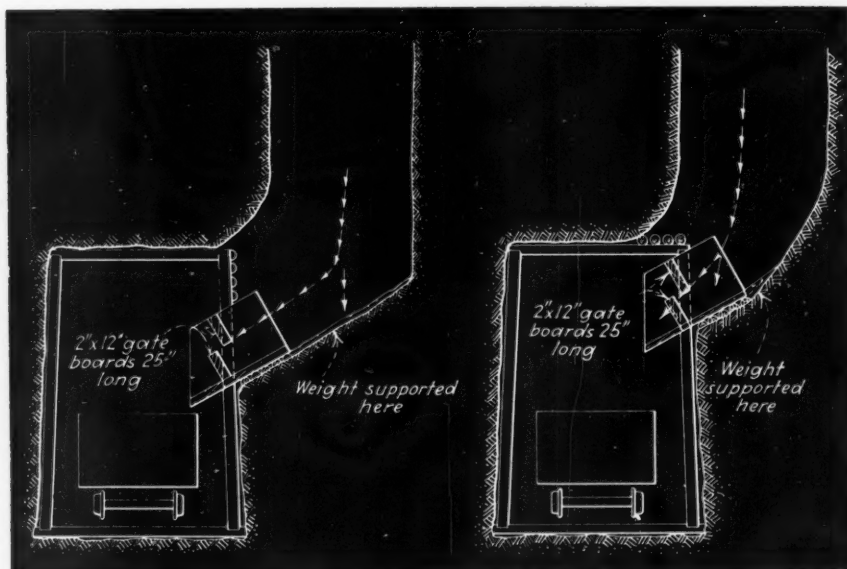 2"x12" gate
boards 25"
long
Weight supported
here
2"x12" gate
boards 25"
long
Weight
supported
here